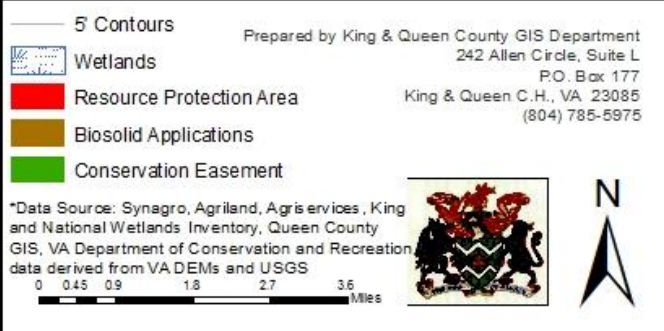 5' Contours
Wetlands
Resource Protection Area
Biosolid Applications
Conservation Easement
Prepared by King & Queen County GIS Department
242 Allen Circle, Suite L
P.O. Box 177
King & Queen C.H., VA 23085
(804) 785-5975
*Data Source: Synagro, Agriland, Agriservices, King
and National Wetlands Inventory, Queen County
GIS, VA Department of Conservation and Recreation
data derived from VA DEMs and USGS
0 0.45 0.9 1.8 2.7 3.6
Miles
N